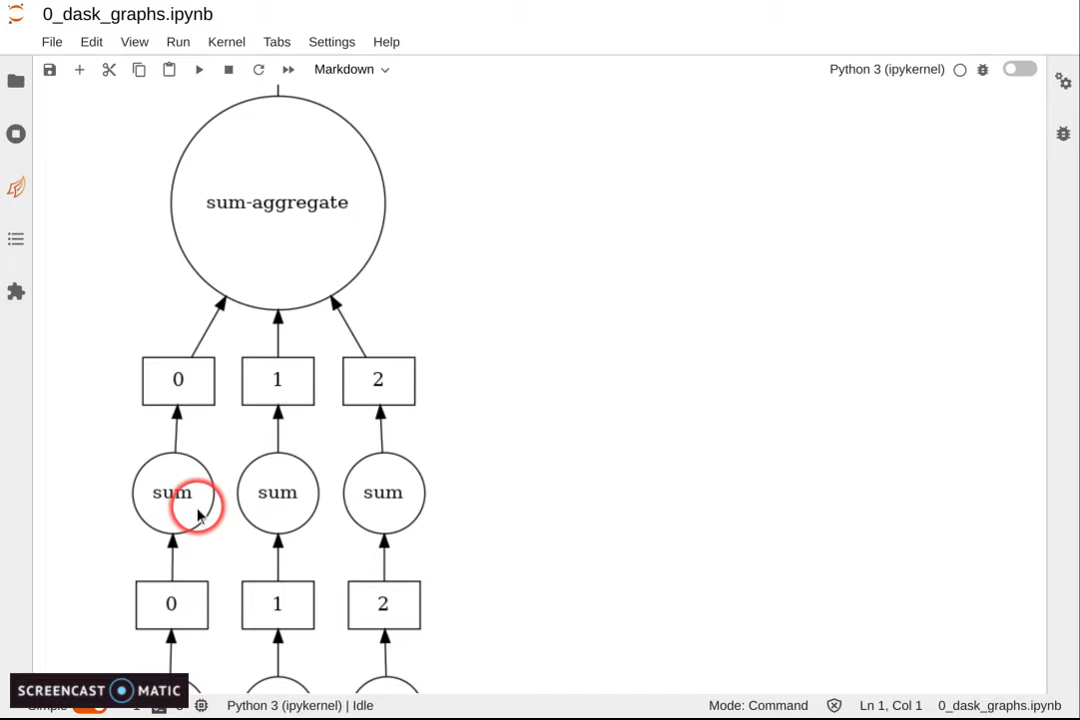 0_dask_graphs.ipynb
File Edit View Run Kernel Tabs Settings Help
Markdown Python 3 (ipykernel)
sum-aggregate
0 1 2
sum sum sum
0 1 2
SCREENCAST MATIC
Python 3 (ipykernel) | Idle Mode: Command Ln 1, Col 1 0_dask_graphs.ipynb